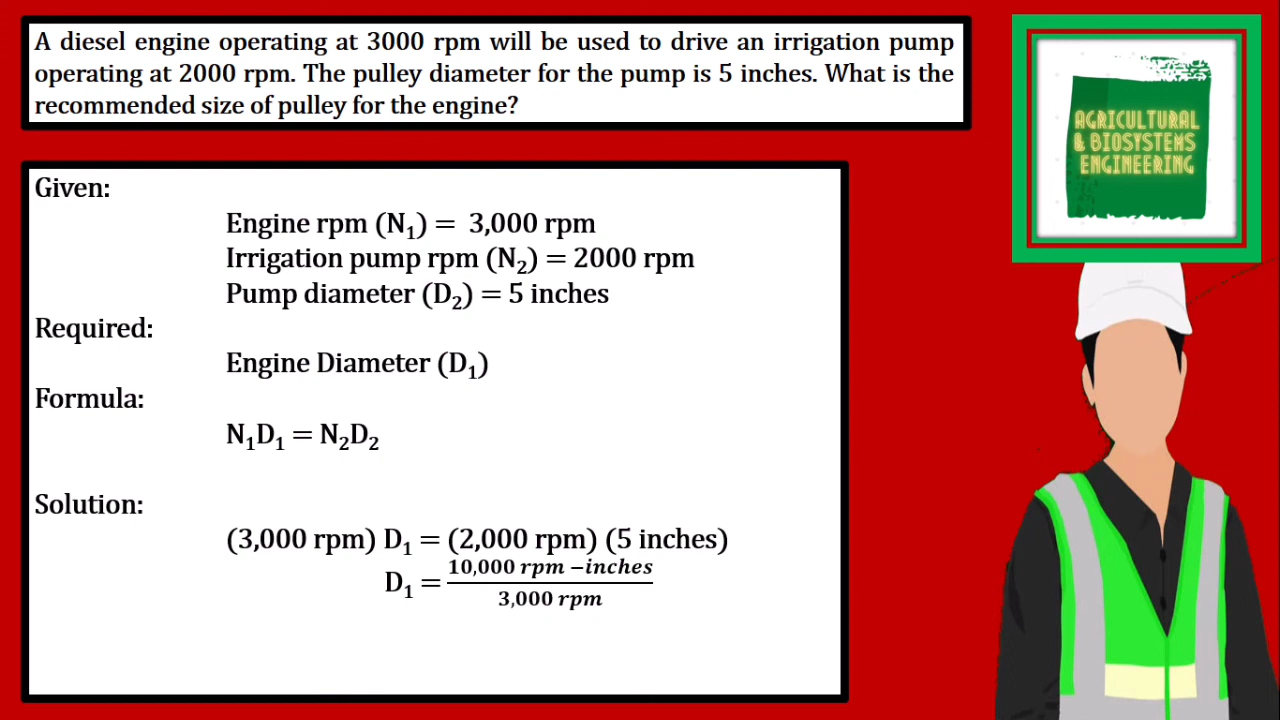 A diesel engine operating at 3000 rpm will be used to drive an irrigation pump
operating at 2000 rpm. The pulley diameter for the pump is 5 inches. What is the
recommended size of pulley for the engine?
AGRICULTURAL
& BIOSYSTEMS
ENGINEERING
Given:
Engine rpm (N₁) = 3,000 rpm
Irrigation pump rpm (N₂) = 2000 rpm
Pump diameter (D₂) = 5 inches
Required:
Engine Diameter (D₁)
Formula:
N₁D₁ = N₂D₂
Solution:
(3,000 rpm) D₁ = (2,000 rpm) (5 inches)
D₁ = 10,000 rpm –inches / 3,000 rpm